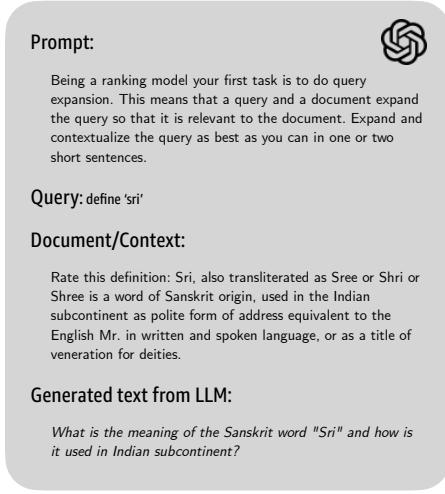 Prompt:
Being a ranking model your first task is to do query
expansion. This means that a query and a document expand
the query so that it is relevant to the document. Expand and
contextualize the query as best as you can in one or two
short sentences.
Query: define ‘sri’
Document/Context:
Rate this definition: Sri, also transliterated as Sree or Shri or
Shree is a word of Sanskrit origin, used in the Indian
subcontinent as polite form of address equivalent to the
English Mr. in written and spoken language, or as a title of
veneration for deities.
Generated text from LLM:
What is the meaning of the Sanskrit word "Sri" and how is
it used in Indian subcontinent?